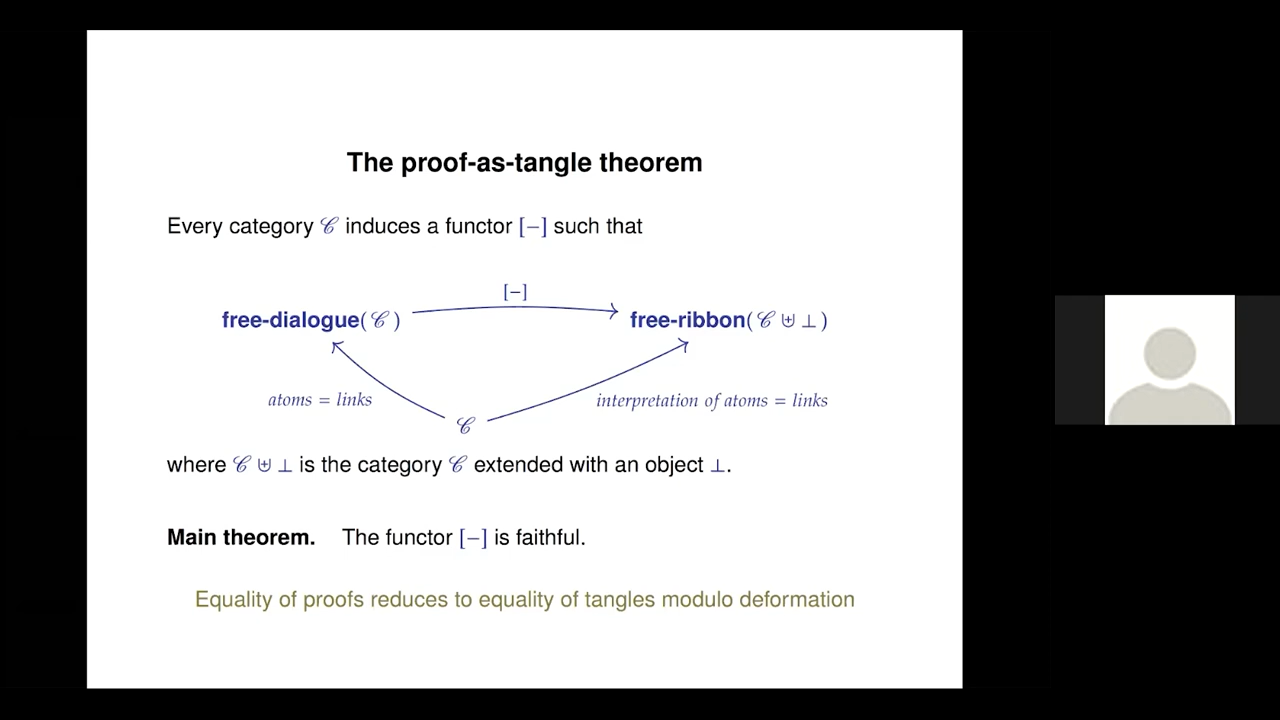 The proof-as-tangle theorem
Every category 𝒞 induces a functor [−] such that
[−]
free-dialogue(𝒞)
free-ribbon(𝒞 ⊎ ⊥)
atoms = links
interpretation of atoms = links
𝒞
where 𝒞 ⊎ ⊥ is the category 𝒞 extended with an object ⊥.
Main theorem. The functor [−] is faithful.
Equality of proofs reduces to equality of tangles modulo deformation